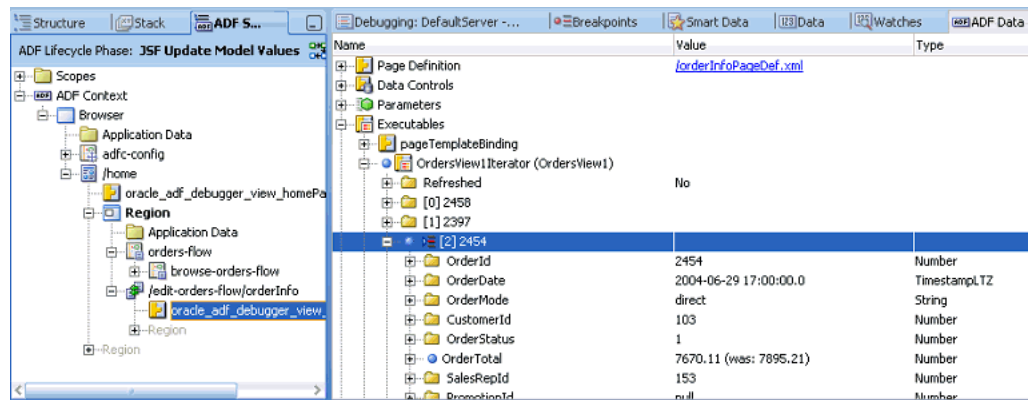 Structure
Stack
ADF S...
ADF Lifecycle Phase: JSF Update Model Values
Scopes
ADF Context
Browser
Application Data
adfc-config
/home
oracle_adf_debugger_view_homePa
Region
Application Data
orders-flow
browse-orders-flow
/edit-orders-flow/orderInfo
oracle_adf_debugger_view_
Region
Region
Debugging: DefaultServer -...
Breakpoints
Smart Data
Data
Watches
ADF Data
Name Value Type
Page Definition /orderInfoPageDef.xml
Data Controls
Parameters
Executables
pageTemplateBinding
OrdersView1Iterator (OrdersView1)
Refreshed No
[0] 2458
[1] 2397
[2] 2454
OrderId 2454 Number
OrderDate 2004-06-29 17:00:00.0 TimestampLTZ
OrderMode direct String
CustomerId 103 Number
OrderStatus 1 Number
OrderTotal 7670.11 (was: 7895.21) Number
SalesRepId 153 Number
PromotionId null Number